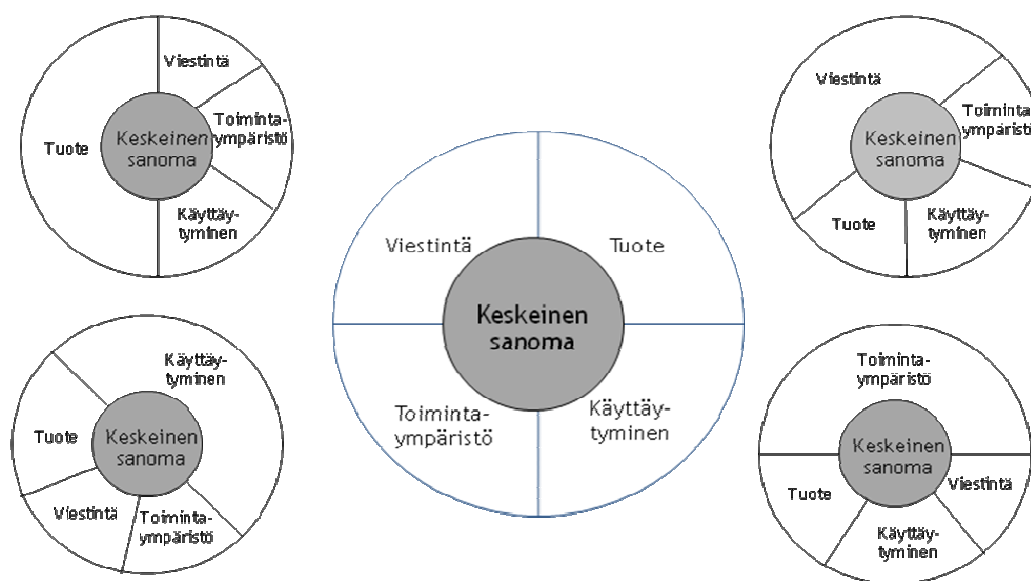 Viestintä
Tuote
Keskeinen
sanoma
Toiminta-
ympäristö
Käyttäy-
tyminen
Viestintä
Tuote
Keskeinen
sanoma
Toiminta-
ympäristö
Käyttäy-
tyminen
Viestintä
Toiminta-
ympäristö
Keskeinen
sanoma
Tuote
Käyttäy-
tyminen
Käyttäy-
tyminen
Tuote
Keskeinen
sanoma
Viestintä
Toiminta-
ympäristö
Toiminta-
ympäristö
Keskeinen
sanoma
Tuote
Viestintä
Käyttäy-
tyminen